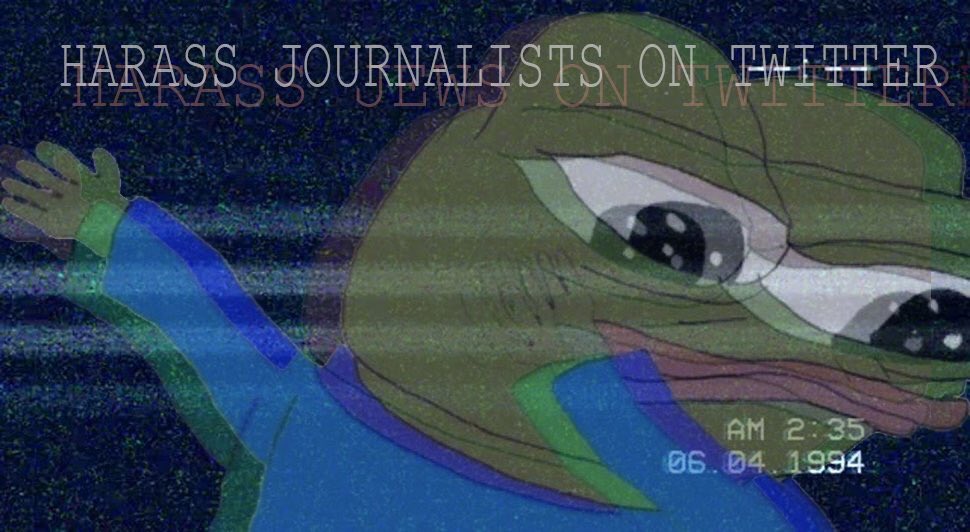 HARASS JOURNALISTS ON TWITTER
HARASS JEWS ON TWITTER
AM 2:35
06.04.1994